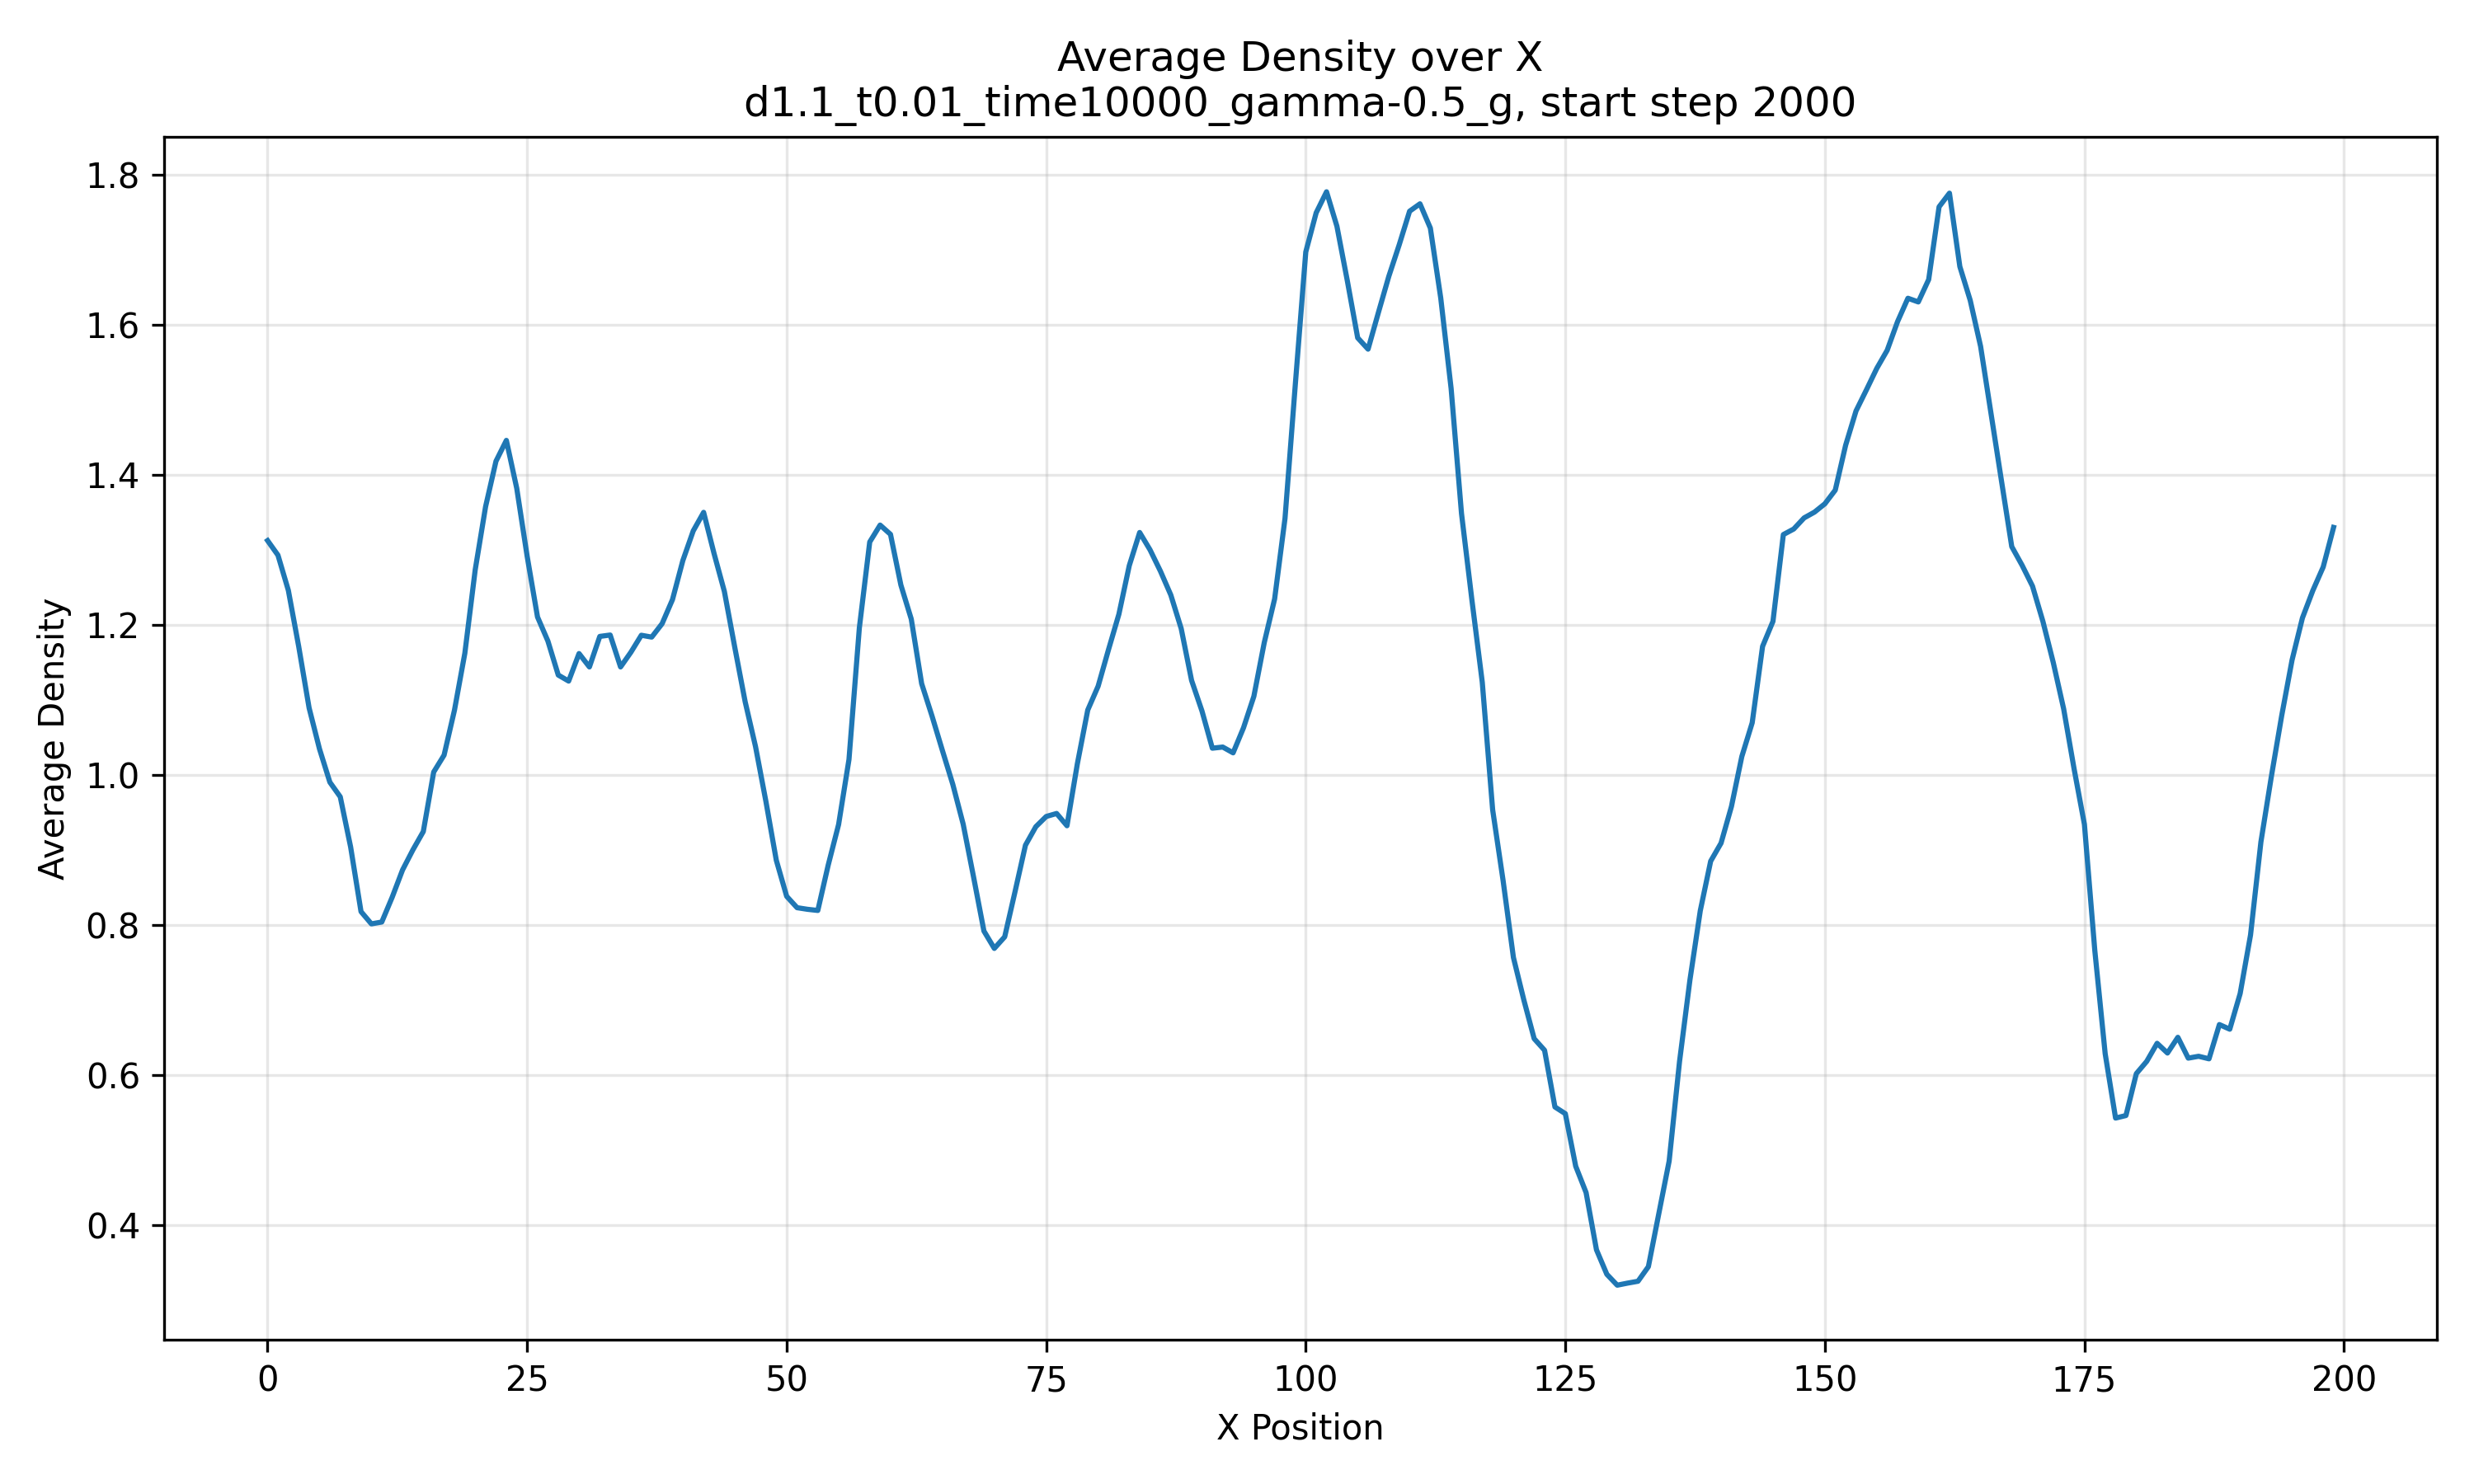 Average Density over X
d1.1_t0.01_time10000_gamma-0.5_g, start step 2000
1.8
1.6
1.4
1.2
1.0
0.8
0.6
0.4
Average Density
0 25 50 75 100 125 150 175 200
X Position